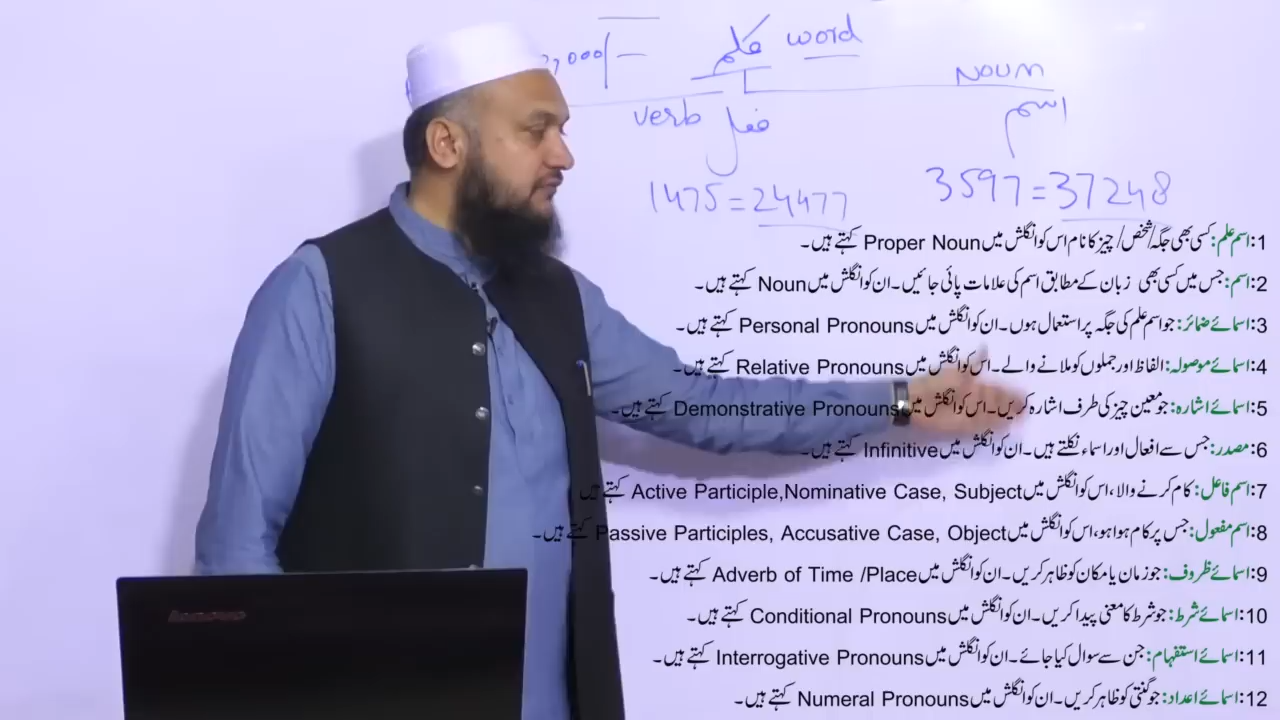 کلم word
NOUN
verb فعل
اسم
,000/-
1475=24477
3597=37248
1:اسم علم: کسی بھی جگہ/شخص/ چیز کا نام اس کو انگلش میں Proper Noun کہتے ہیں۔
2:اسم: جس میں کسی بھی زبان کے مطابق اسم کی علامات پائی جائیں۔ ان کو انگلش میں Noun کہتے ہیں۔
3:اسمائے ضمائر: جو اسم علم کی جگہ پر استعمال ہوں۔ ان کو انگلش میں Personal Pronouns کہتے ہیں۔
4:اسمائے موصولہ: الفاظ اور جملوں کو ملانے والے۔ اس کو انگلش میں Relative Pronouns کہتے ہیں۔
5:اسمائے اشارہ: جو معین چیز کی طرف اشارہ کریں۔ اس کو انگلش میں Demonstrative Pronouns کہتے ہیں۔
6:مصدر: جس سے افعال اور اسماء نکلتے ہیں۔ ان کو انگلش میں Infinitive کہتے ہیں۔
7:اسم فاعل: کام کرنے والا، اس کو انگلش میں Active Participle,Nominative Case, Subject کہتے ہیں
8:اسم مفعول: جس پر کام ہوا ہو، اس کو انگلش میں Passive Participles, Accusative Case, Object کہتے ہیں۔
9:اسمائے ظروف: جو زمان یا مکان کو ظاہر کریں۔ ان کو انگلش میں Adverb of Time /Place کہتے ہیں۔
10:اسمائے شرط: جو شرط کا معنی پیدا کریں۔ ان کو انگلش میں Conditional Pronouns کہتے ہیں۔
11:اسمائے استفہام: جن سے سوال کیا جائے۔ ان کو انگلش میں Interrogative Pronouns کہتے ہیں۔
12:اسمائے اعداد: جو گنتی کو ظاہر کریں۔ ان کو انگلش میں Numeral Pronouns کہتے ہیں۔
lenovo